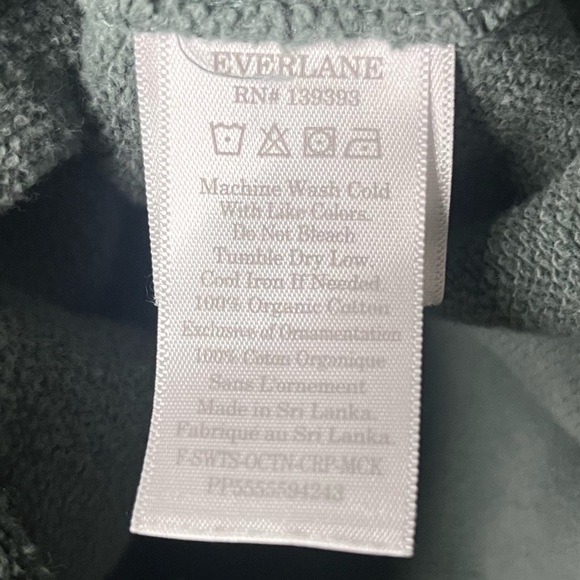 EVERLANE
RN# 139393
Machine Wash Cold
With Like Colors.
Do Not Bleach
Tumble Dry Low
Cool Iron If Needed
100% Organic Cotton
Exclusive of Ornamentation
100% Coton Organique
Sans L'ornement
Made in Sri Lanka.
Fabriqué au Sri Lanka.
F-SWTS-OCTN-CRP-MCK
PP5555594243